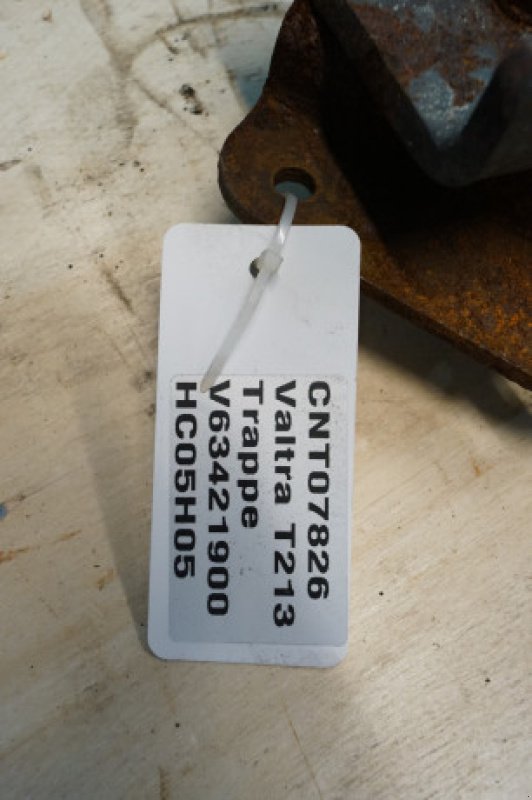 CNT07826
Valtra T213
Trappe
V63421900
HC05H05